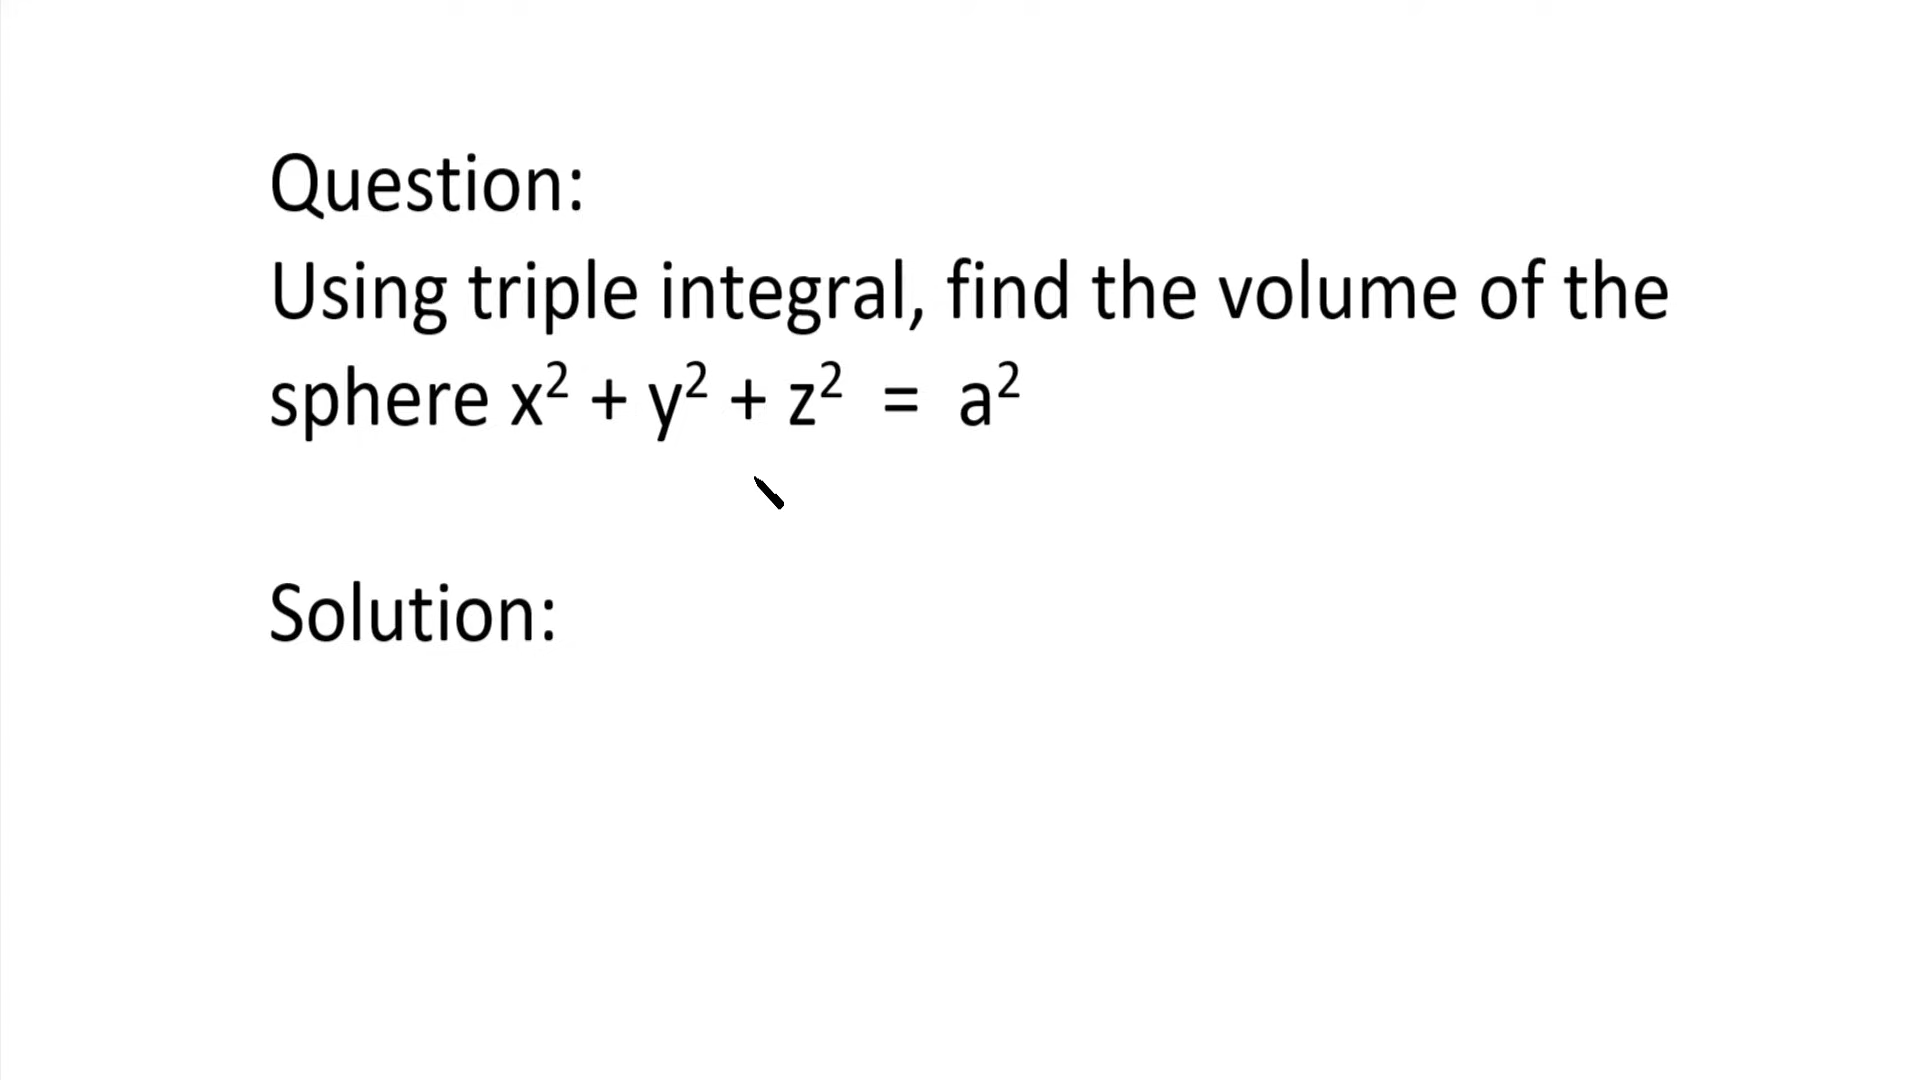 Question:
Using triple integral, find the volume of the
sphere x² + y² + z² = a²
Solution: